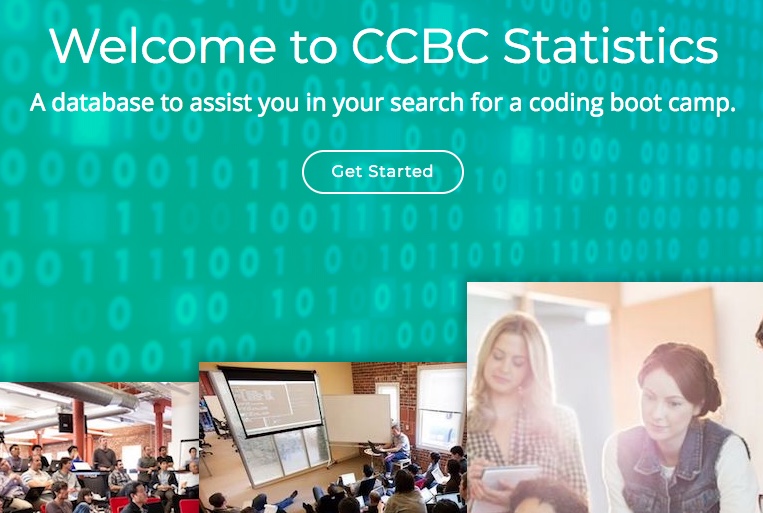 Welcome to CCBC Statistics
A database to assist you in your search for a coding boot camp.
Get Started